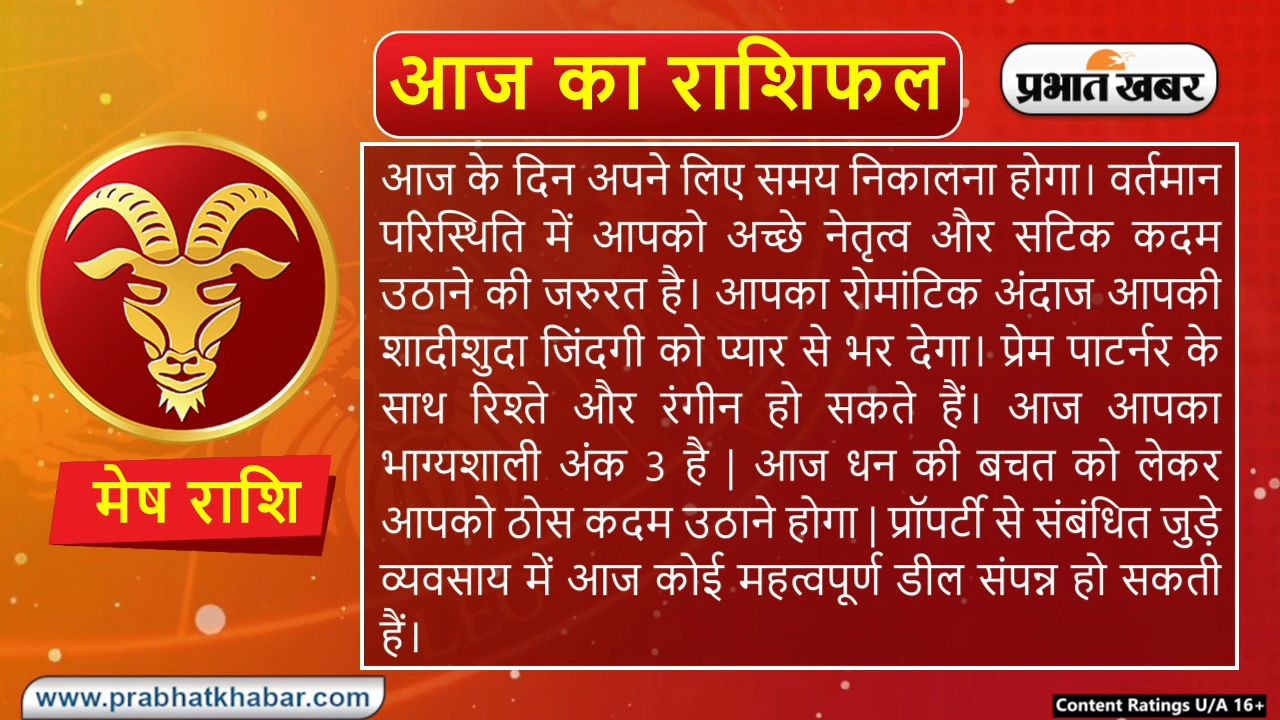 आज का राशिफल
प्रभात खबर
आज के दिन अपने लिए समय निकालना होगा। वर्तमान
परिस्थिति में आपको अच्छे नेतृत्व और सटिक कदम
उठाने की जरुरत है। आपका रोमांटिक अंदाज आपकी
शादीशुदा जिंदगी को प्यार से भर देगा। प्रेम पाटर्नर के
साथ रिश्ते और रंगीन हो सकते हैं। आज आपका
भाग्यशाली अंक 3 है | आज धन की बचत को लेकर
आपको ठोस कदम उठाने होगा | प्रॉपर्टी से संबंधित जुड़े
व्यवसाय में आज कोई महत्वपूर्ण डील संपन्न हो सकती
हैं।
मेष राशि
www.prabhatkhabar.com
Content Ratings U/A 16+